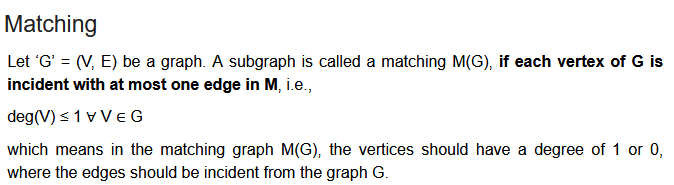 Matching
Let ‘G’ = (V, E) be a graph. A subgraph is called a matching M(G), if each vertex of G is
incident with at most one edge in M, i.e.,
deg(V) ≤ 1 ∀ V ∈ G
which means in the matching graph M(G), the vertices should have a degree of 1 or 0,
where the edges should be incident from the graph G.